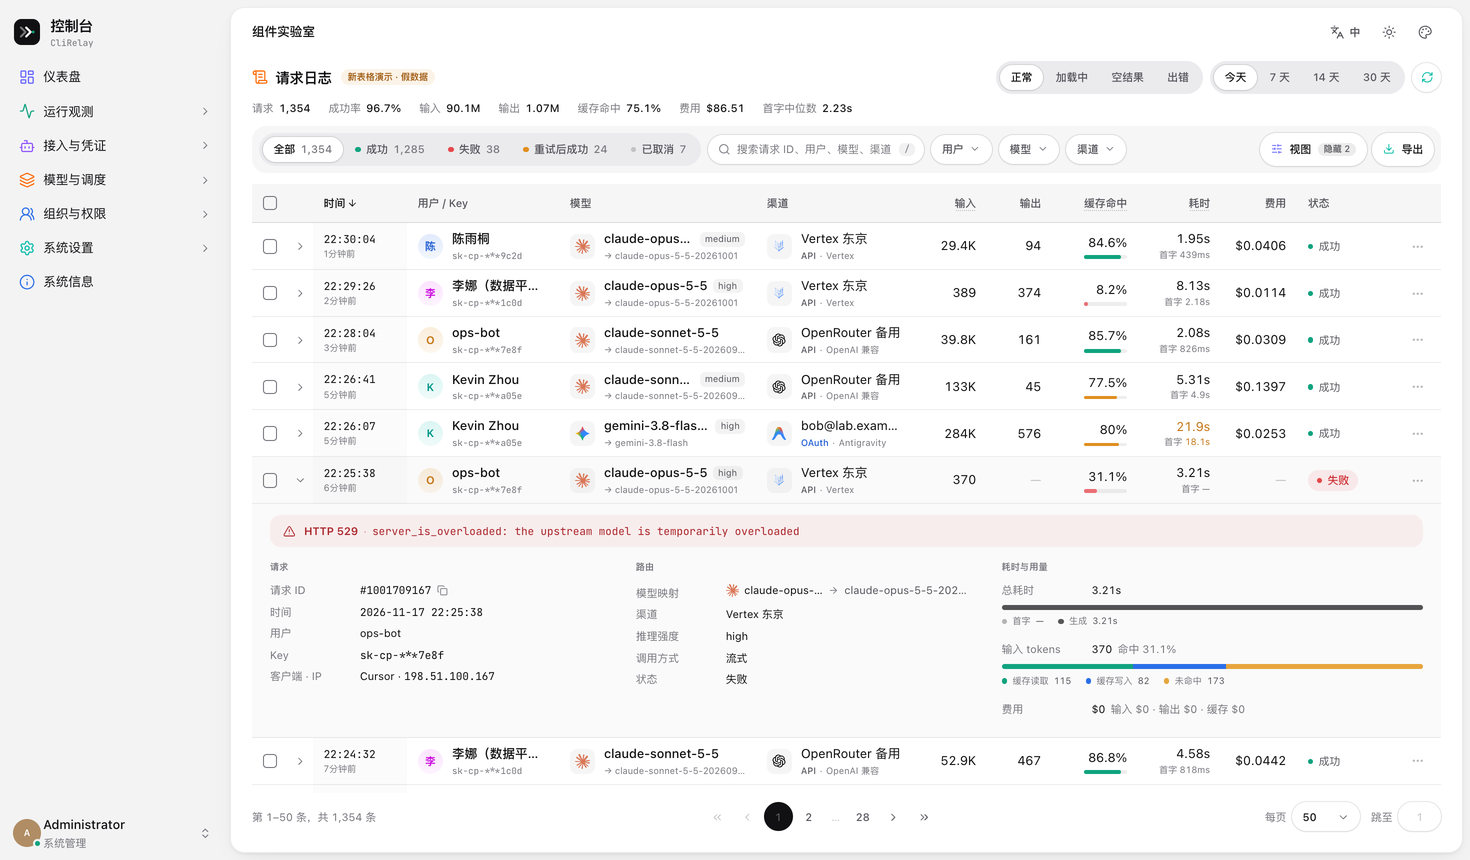 控制台
CliRelay
仪表盘
运行观测
接入与凭证
模型与调度
组织与权限
系统设置
系统信息
A
Administrator
系统管理
组件实验室
中
请求日志 新表格演示 · 假数据
正常 加载中 空结果 出错
今天 7 天 14 天 30 天
请求 1,354 成功率 96.7% 输入 90.1M 输出 1.07M 缓存命中 75.1% 费用 $86.51 首字中位数 2.23s
全部 1,354 成功 1,285 失败 38 重试后成功 24 已取消 7
搜索请求 ID、用户、模型、渠道 /
用户 模型 渠道
视图 隐藏 2 导出
时间 ↓ 用户 / Key 模型 渠道 输入 输出 缓存命中 耗时 费用 状态
22:30:04 陈 陈雨桐 claude-opus... medium Vertex 东京 29.4K 94 84.6% 1.95s $0.0406 成功 ···
1分钟前 sk-cp-***9c2d → claude-opus-5-5-20261001 API · Vertex 首字 439ms
22:29:26 李 李娜（数据平... claude-opus-5-5 high Vertex 东京 389 374 8.2% 8.13s $0.0114 成功 ···
2分钟前 sk-cp-***1c0d → claude-opus-5-5-20261001 API · Vertex 首字 2.18s
22:28:04 O ops-bot claude-sonnet-5-5 OpenRouter 备用 39.8K 161 85.7% 2.08s $0.0309 成功 ···
3分钟前 sk-cp-***7e8f → claude-sonnet-5-5-202609... API · OpenAI 兼容 首字 826ms
22:26:41 K Kevin Zhou claude-sonn... medium OpenRouter 备用 133K 45 77.5% 5.31s $0.1397 成功 ···
5分钟前 sk-cp-***a05e → claude-sonnet-5-5-202609... API · OpenAI 兼容 首字 4.9s
22:26:07 K Kevin Zhou gemini-3.8-flas... high bob@lab.exam... 284K 576 80% 21.9s $0.0253 成功 ···
5分钟前 sk-cp-***a05e → gemini-3.8-flash OAuth · Antigravity 首字 18.1s
22:25:38 O ops-bot claude-opus-5-5 high Vertex 东京 370 — 31.1% 3.21s — 失败 ···
6分钟前 sk-cp-***7e8f → claude-opus-5-5-20261001 API · Vertex 首字 —
HTTP 529 · server_is_overloaded: the upstream model is temporarily overloaded
请求
请求 ID #1001709167
时间 2026-11-17 22:25:38
用户 ops-bot
Key sk-cp-***7e8f
客户端 · IP Cursor · 198.51.100.167
路由
模型映射 claude-opus-... → claude-opus-5-5-202...
渠道 Vertex 东京
推理强度 high
调用方式 流式
状态 失败
耗时与用量
总耗时 3.21s
首字 — 生成 3.21s
输入 tokens 370 命中 31.1%
缓存读取 115 缓存写入 82 未命中 173
费用 $0 输入 $0 · 输出 $0 · 缓存 $0
22:24:32 李 李娜（数据平... claude-sonnet-5-5 OpenRouter 备用 52.9K 467 86.8% 4.58s $0.0442 成功 ···
7分钟前 sk-cp-***1c0d → claude-sonnet-5-5-202609... API · OpenAI 兼容 首字 818ms
第 1–50 条，共 1,354 条 « ‹ 1 2 ... 28 › » 每页 50 跳至 1